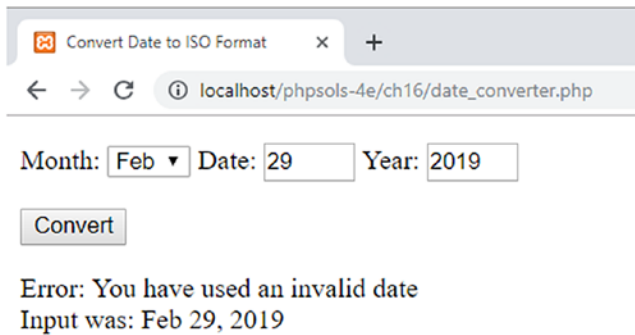 Convert Date to ISO Format
localhost/phpsols-4e/ch16/date_converter.php
Month: Feb Date: 29 Year: 2019
Convert
Error: You have used an invalid date
Input was: Feb 29, 2019